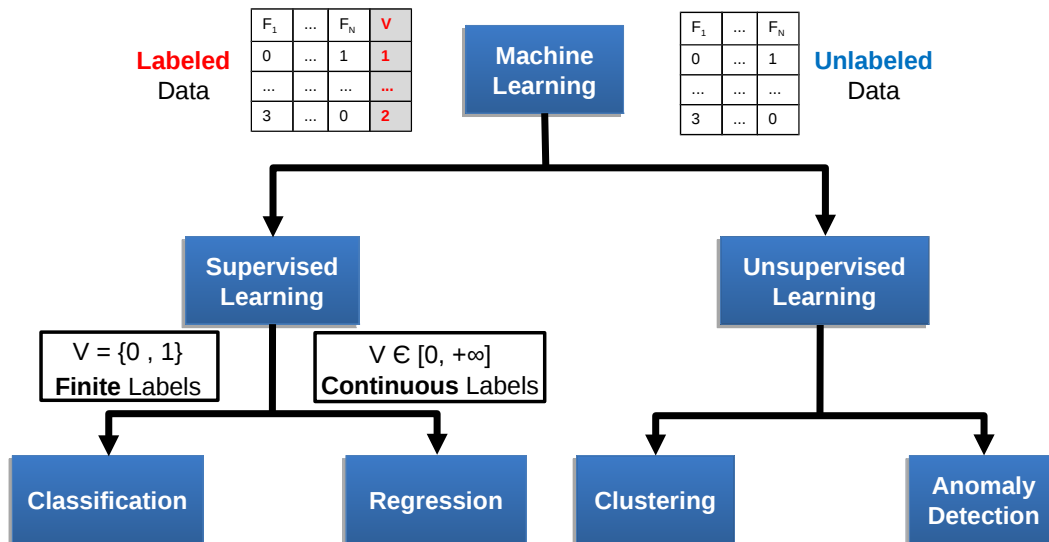 F1 ... FN V
0 ... 1 1
... ... ... ...
3 ... 0 2
Labeled
Data
Machine
Learning
F1 ... FN
0 ... 1
... ... ...
3 ... 0
Unlabeled
Data
Supervised
Learning
Unsupervised
Learning
V = {0 , 1}
Finite Labels
V Є [0, +∞]
Continuous Labels
Classification
Regression
Clustering
Anomaly
Detection